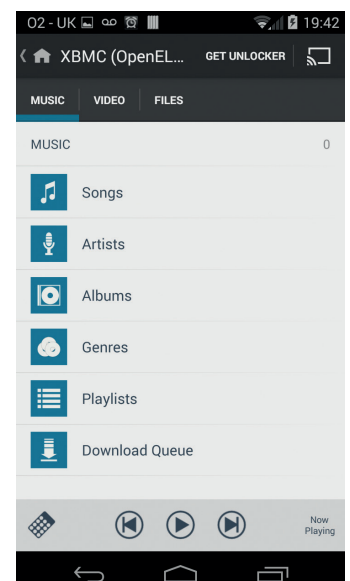 O2 - UK 19:42
XBMC (OpenEL... GET UNLOCKER
MUSIC VIDEO FILES
MUSIC 0
Songs
Artists
Albums
Genres
Playlists
Download Queue
Now
Playing